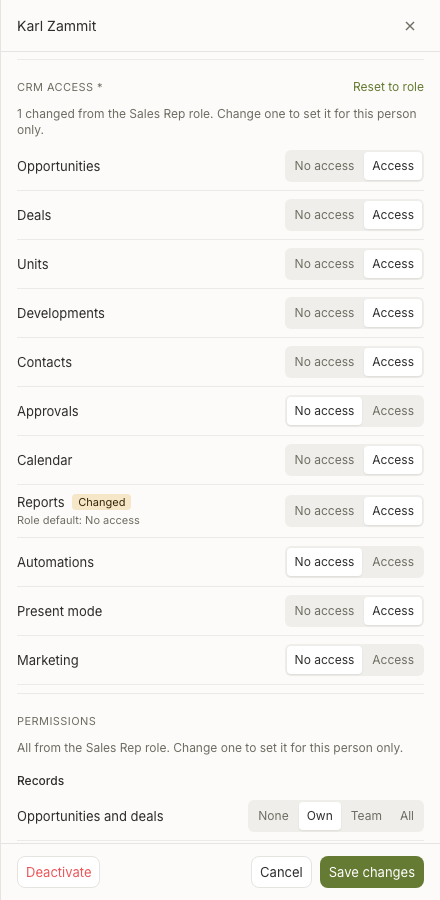 Karl Zammit
CRM ACCESS *
Reset to role
1 changed from the Sales Rep role. Change one to set it for this person
only.
Opportunities
No access
Access
Deals
No access
Access
Units
No access
Access
Developments
No access
Access
Contacts
No access
Access
Approvals
No access
Access
Calendar
No access
Access
Reports
Changed
Role default: No access
No access
Access
Automations
No access
Access
Present mode
No access
Access
Marketing
No access
Access
PERMISSIONS
All from the Sales Rep role. Change one to set it for this person only.
Records
Opportunities and deals
None
Own
Team
All
Deactivate
Cancel
Save changes